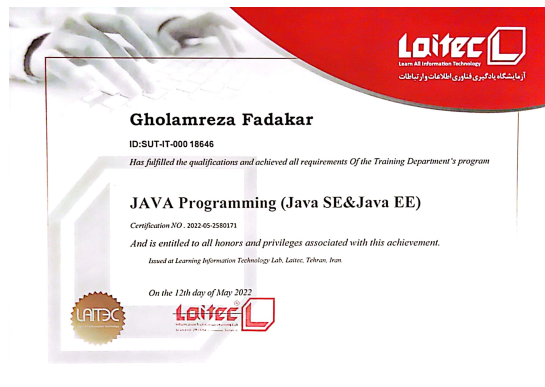 Laitec
Learn All Information Technology
آزمایشگاه یادگیری فناوری اطلاعات و ارتباطات
Gholamreza Fadakar
ID:SUT-IT-000 18646
Has fulfilled the qualifications and achieved all requirements Of the Training Department's program
JAVA Programming (Java SE&Java EE)
Certification NO . 2022-05-2580171
And is entitled to all honors and privileges associated with this achievement.
Issued at Learning Information Technology Lab, Laitec, Tehran, Iran.
On the 12th day of May 2022
LAITEC
Laitec